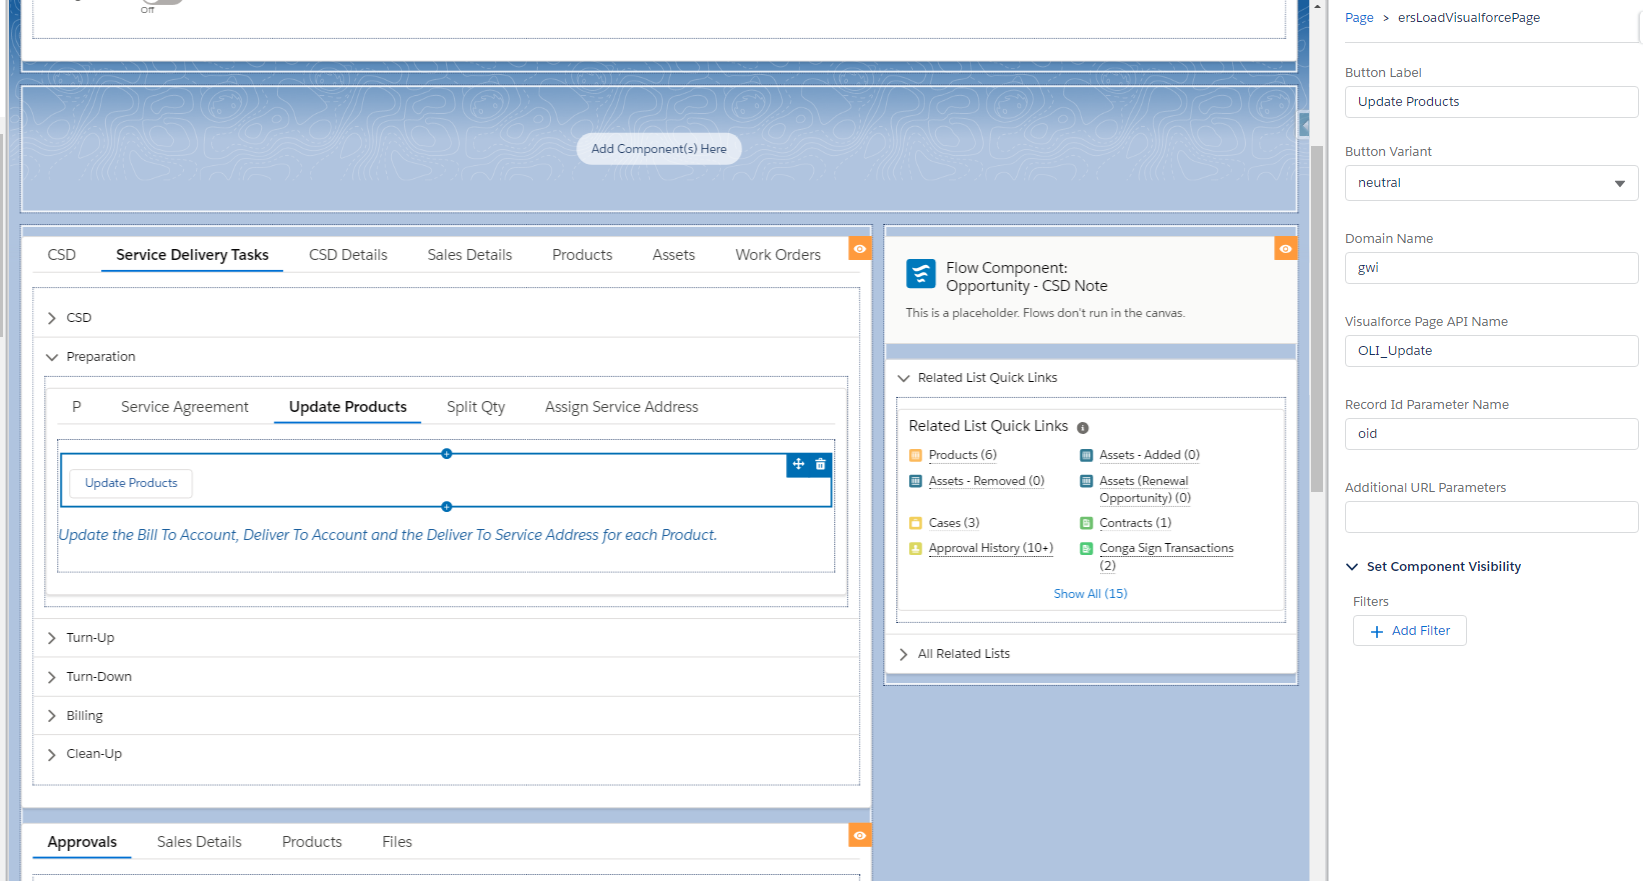 Off
Add Component(s) Here
CSD
Service Delivery Tasks
CSD Details
Sales Details
Products
Assets
Work Orders
CSD
Preparation
P
Service Agreement
Update Products
Split Qty
Assign Service Address
Update Products
Update the Bill To Account, Deliver To Account and the Deliver To Service Address for each Product.
Turn-Up
Turn-Down
Billing
Clean-Up
Approvals
Sales Details
Products
Files
Flow Component:
Opportunity - CSD Note
This is a placeholder. Flows don't run in the canvas.
Related List Quick Links
Related List Quick Links
Products (6)
Assets - Added (0)
Assets - Removed (0)
Assets (Renewal
Opportunity) (0)
Cases (3)
Contracts (1)
Approval History (10+)
Conga Sign Transactions
(2)
Show All (15)
All Related Lists
Page > ersLoadVisualforcePage
Button Label
Update Products
Button Variant
neutral
Domain Name
gwi
Visualforce Page API Name
OLI_Update
Record Id Parameter Name
oid
Additional URL Parameters
Set Component Visibility
Filters
Add Filter